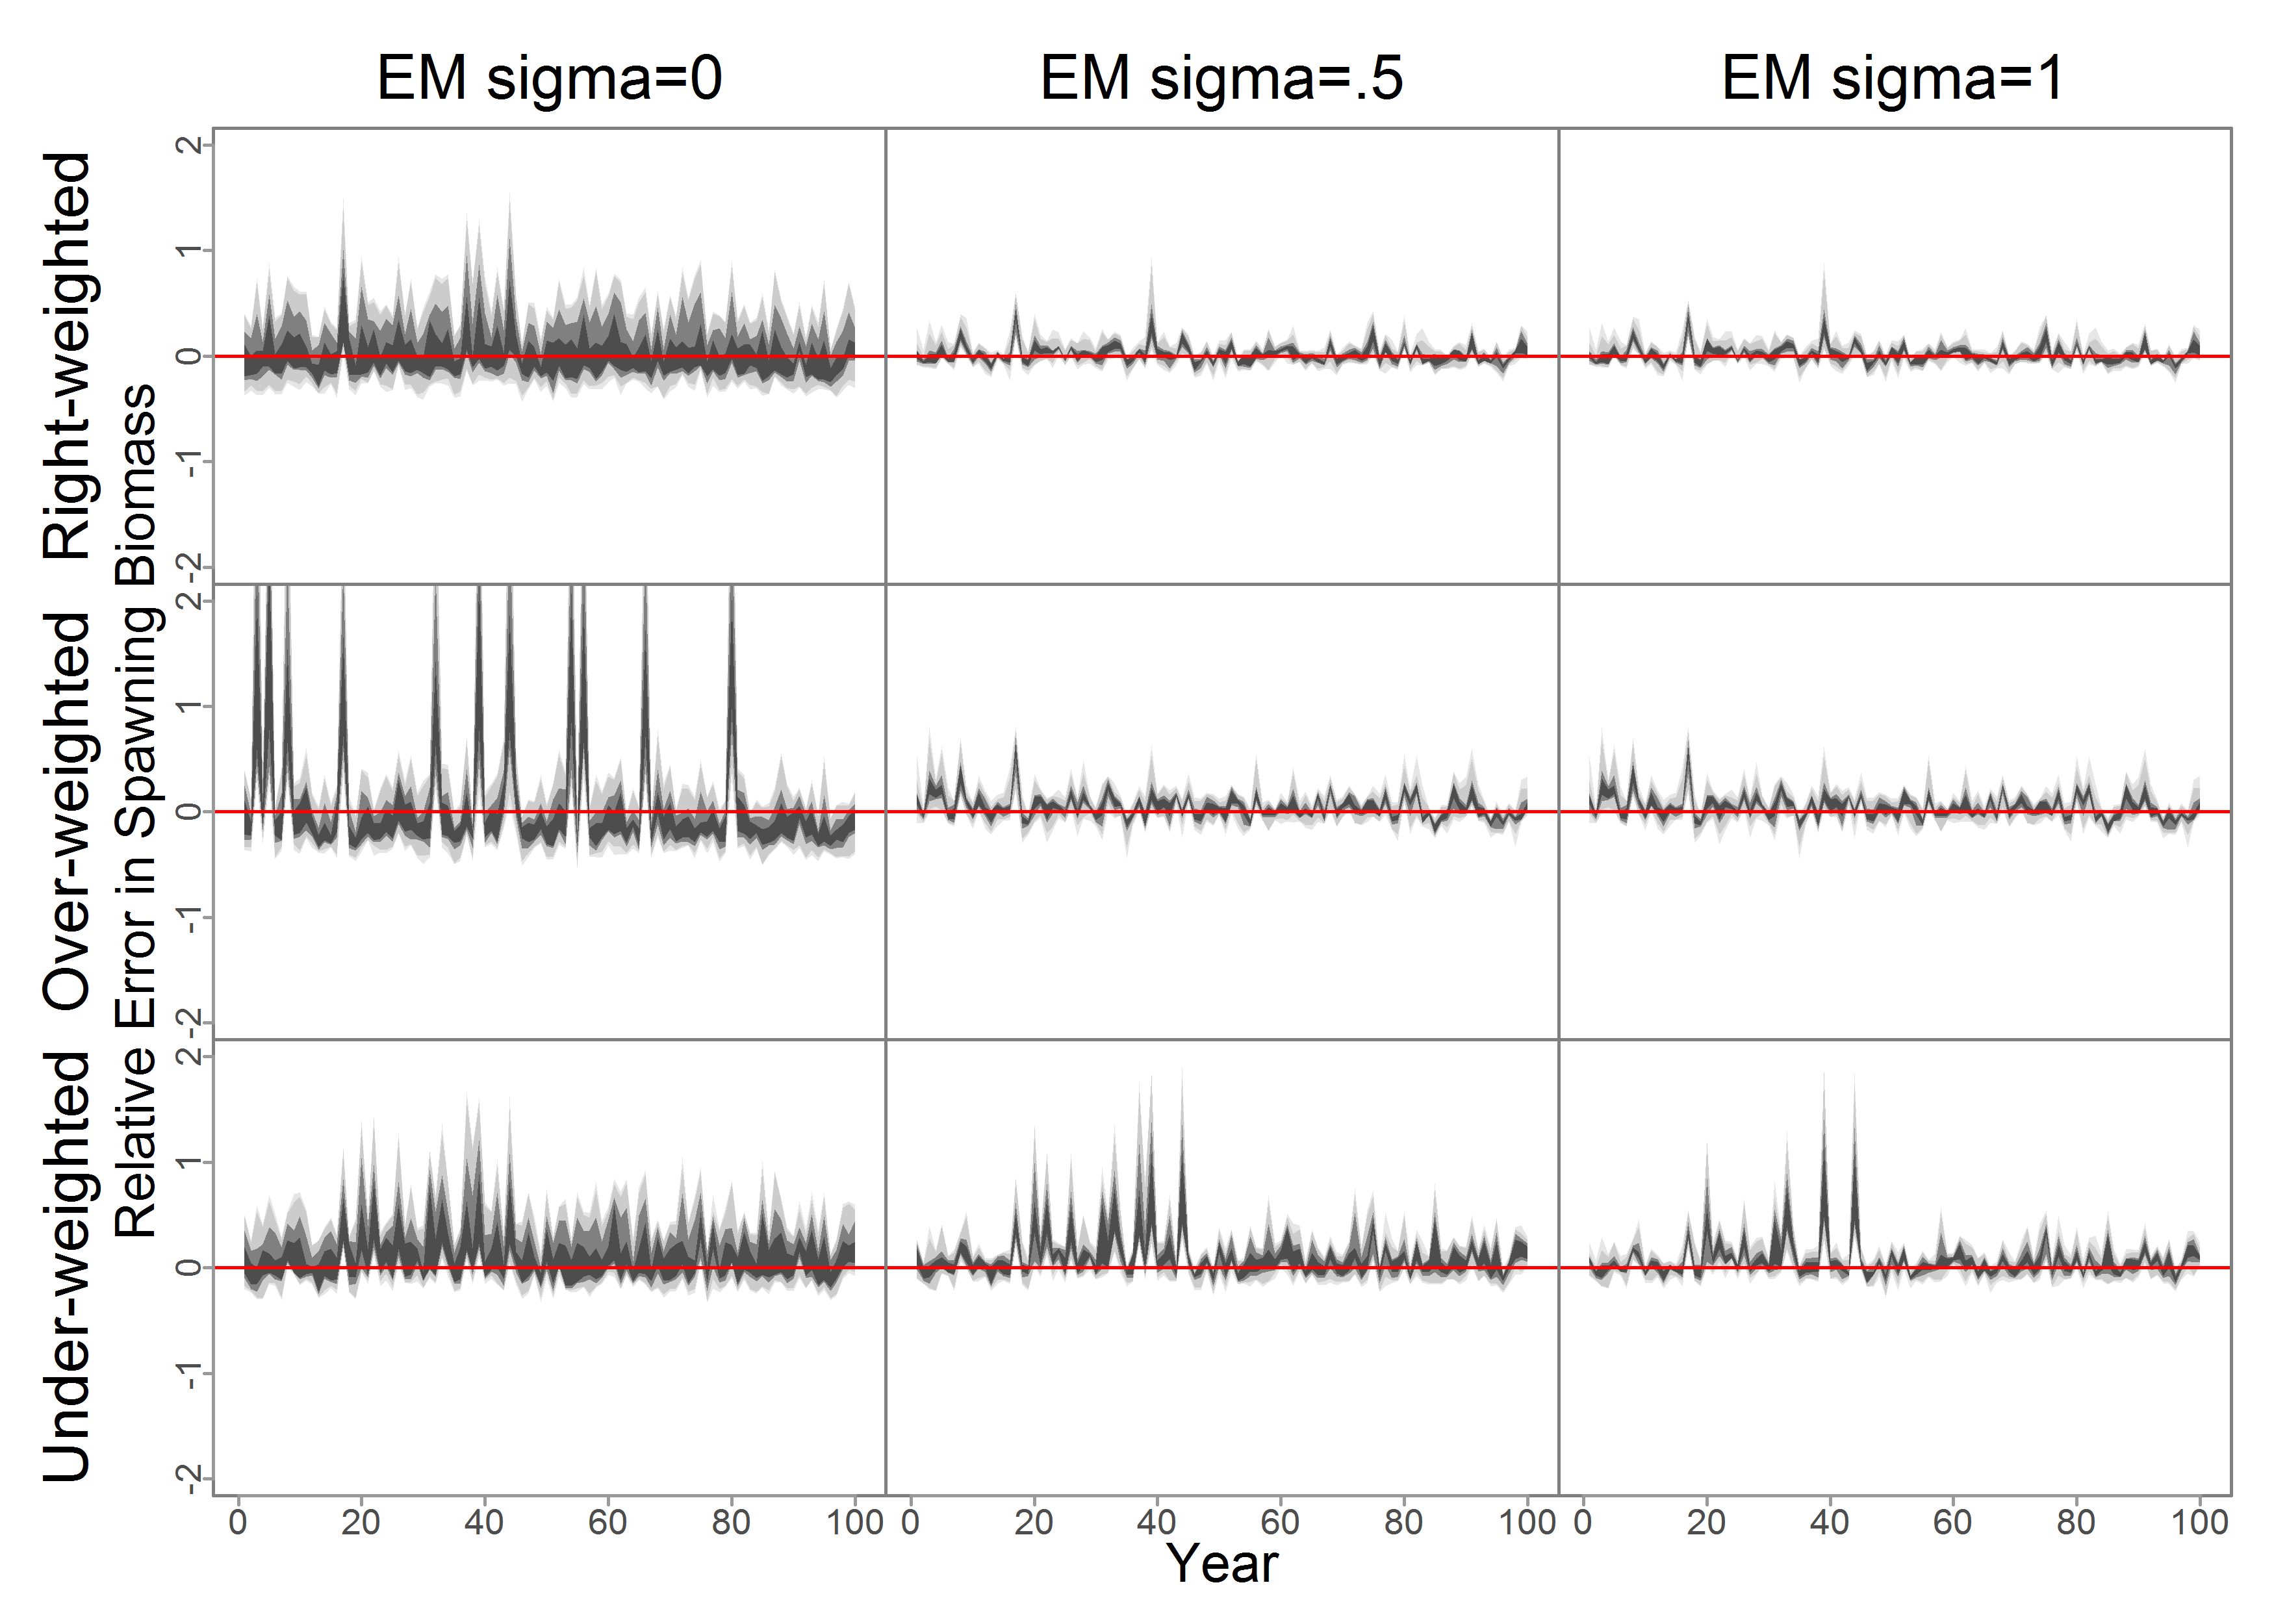 EM sigma=0
EM sigma=.5
EM sigma=1
Right-weighted
Over-weighted
Under-weighted
Relative Error in Spawning Biomass
2
1
0
-1
-2
2
1
0
-1
-2
2
1
0
-1
-2
0 20 40 60 80 100
0 20 40 60 80 100
0 20 40 60 80 100
Year